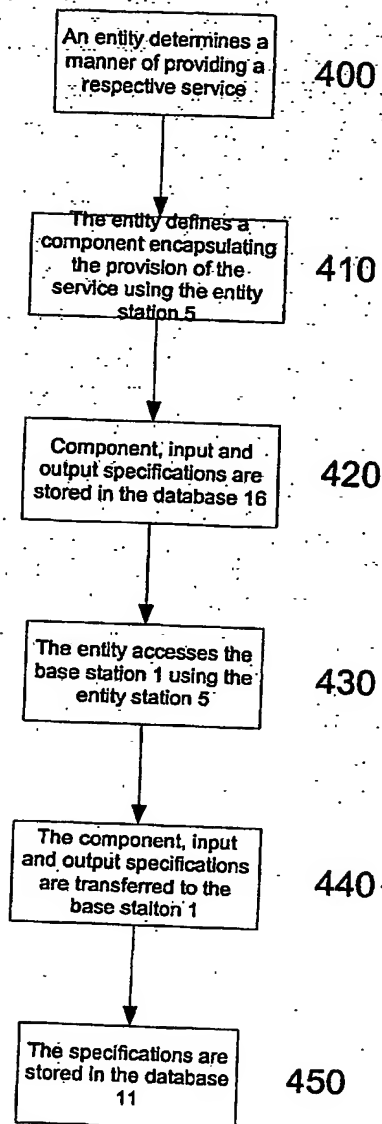 An entity determines a
manner of providing a
respective service
400
The entity defines a
component encapsulating
the provision of the
service using the entity
station 5
410
Component, input and
output specifications are
stored in the database 16
420
The entity accesses the
base station 1 using the
entity station 5
430
The component, input
and output specifications
are transferred to the
base staiton 1
440
The specifications are
stored in the database
11
450